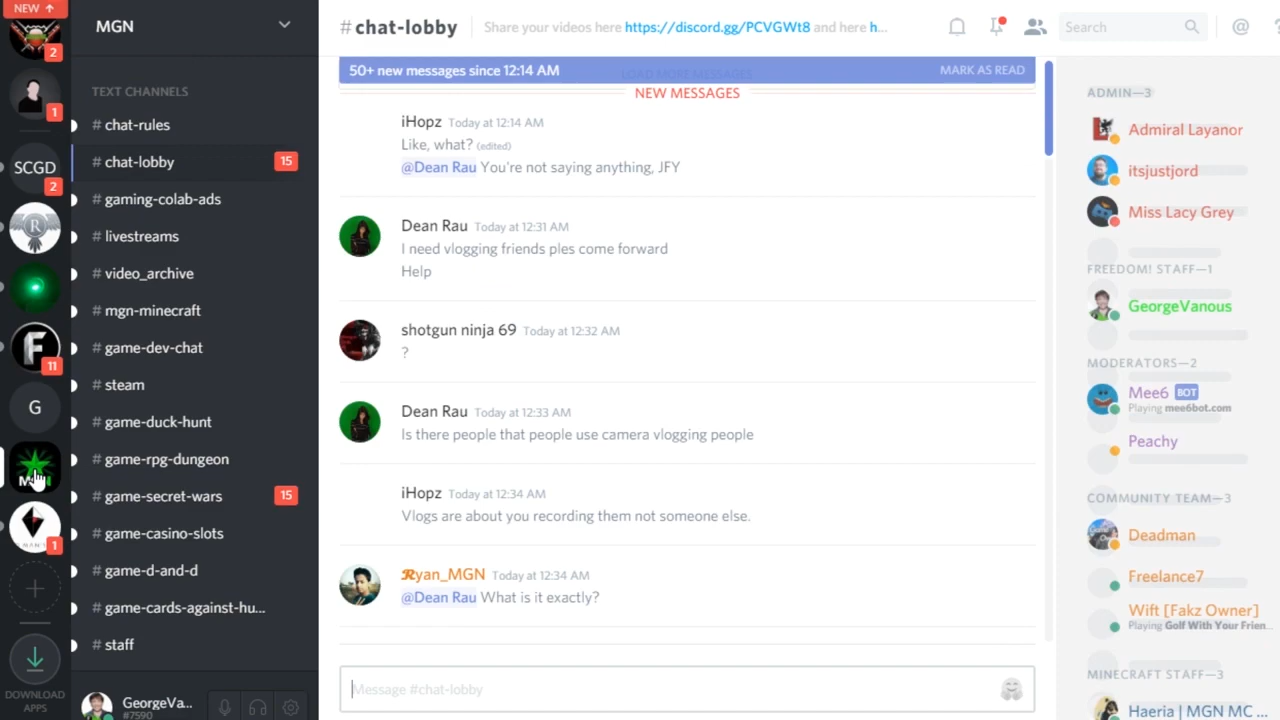 NEW ↑
2
1
SCGD
2
R
F
11
G
1
+
DOWNLOAD
APPS
MGN
TEXT CHANNELS
# chat-rules
# chat-lobby 15
# gaming-colab-ads
# livestreams
# video_archive
# mgn-minecraft
# game-dev-chat
# steam
# game-duck-hunt
# game-rpg-dungeon
# game-secret-wars 15
# game-casino-slots
# game-d-and-d
# game-cards-against-hu...
# staff
GeorgeVa...
#7590
# chat-lobby Share your videos here https://discord.gg/PCVGWt8 and here h...
Search
@
50+ new messages since 12:14 AM LOAD MORE MESSAGES MARK AS READ
NEW MESSAGES
iHopz Today at 12:14 AM
Like, what? (edited)
@Dean Rau You're not saying anything, JFY
Dean Rau Today at 12:31 AM
I need vlogging friends ples come forward
Help
shotgun ninja 69 Today at 12:32 AM
?
Dean Rau Today at 12:33 AM
Is there people that people use camera vlogging people
iHopz Today at 12:34 AM
Vlogs are about you recording them not someone else.
Ryan_MGN Today at 12:34 AM
@Dean Rau What is it exactly?
Message #chat-lobby
ADMIN—3
Admiral Layanor
itsjustjord
Miss Lacy Grey
FREEDOM! STAFF—1
GeorgeVanous
MODERATORS—2
Mee6 BOT
Playing mee6bot.com
Peachy
COMMUNITY TEAM—3
Deadman
Freelance7
Wift [Fakz Owner]
Playing Golf With Your Frien...
MINECRAFT STAFF—3
Haeria | MGN MC ...